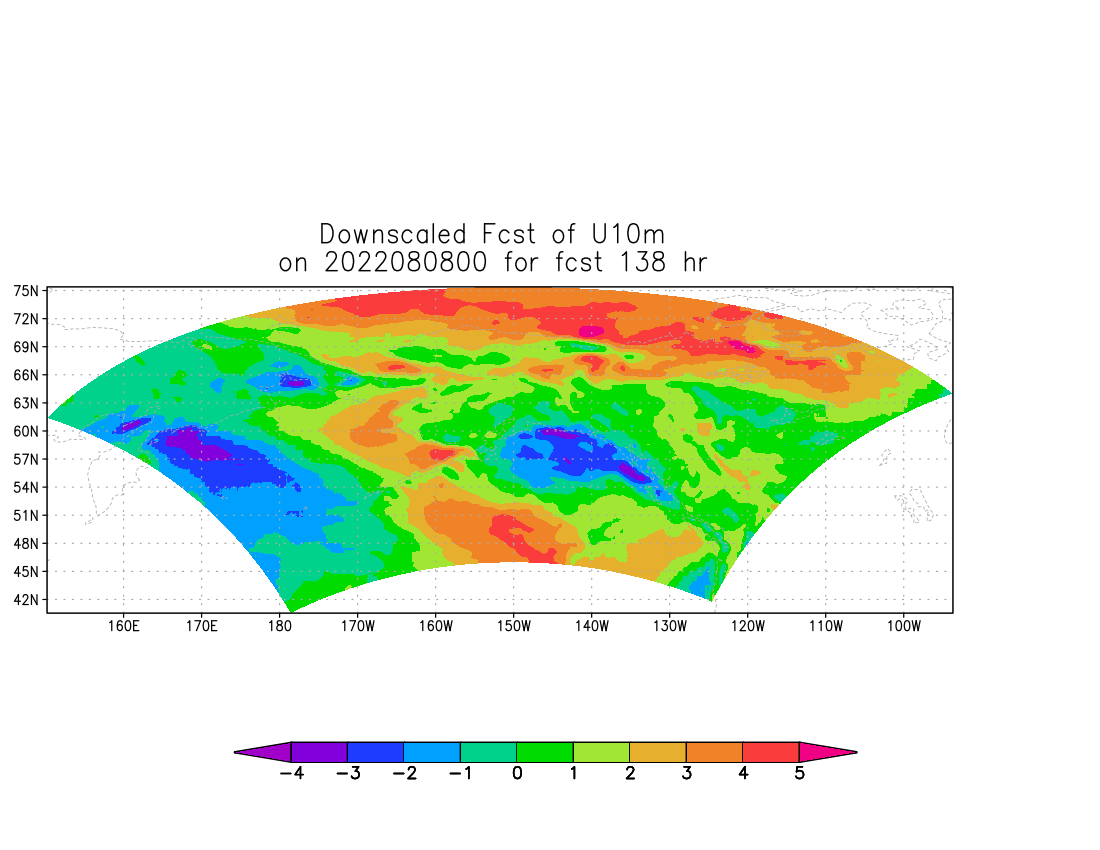 Downscaled Fcst of U10m
on 2022080800 for fcst 138 hr
75N
72N
69N
66N
63N
60N
57N
54N
51N
48N
45N
42N
160E 170E 180 170W 160W 150W 140W 130W 120W 110W 100W
-4 -3 -2 -1 0 1 2 3 4 5